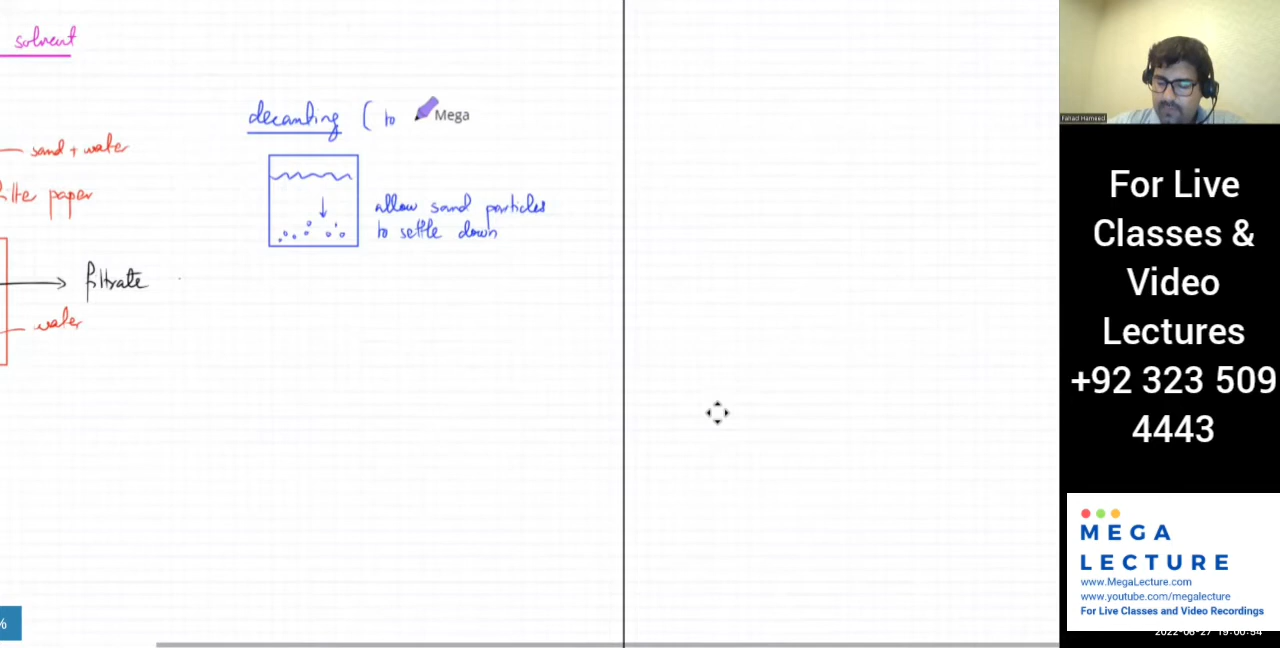 solvent
decanting ( to
Mega
sand + water
filte paper
allow sand particles
to settle down
filtrate
water
%
Fahad Hameed
For Live
Classes &
Video
Lectures
+92 323 509
4443
MEGA
LECTURE
www.MegaLecture.com
www.youtube.com/megalecture
For Live Classes and Video Recordings
2022-06-27 19:00:54